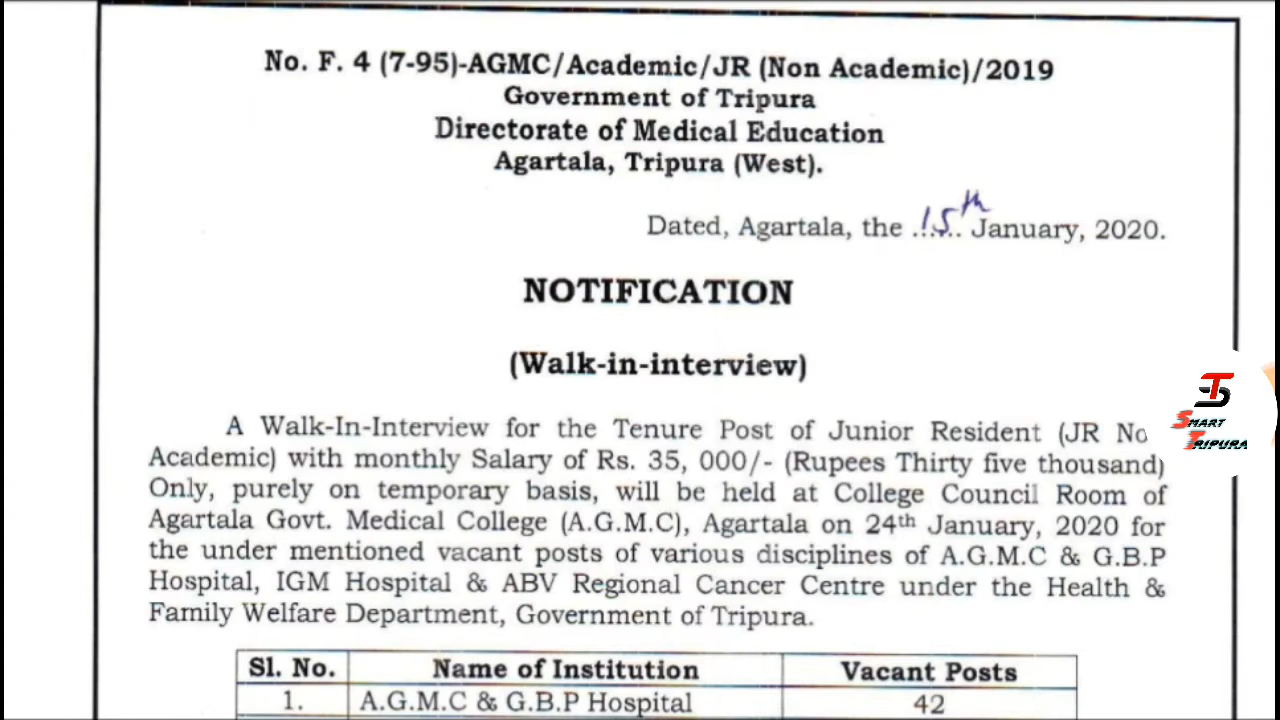 No. F. 4 (7-95)-AGMC/Academic/JR (Non Academic)/2019
Government of Tripura
Directorate of Medical Education
Agartala, Tripura (West).
Dated, Agartala, the ..15th.. January, 2020.
NOTIFICATION
(Walk-in-interview)
A Walk-In-Interview for the Tenure Post of Junior Resident (JR No
Academic) with monthly Salary of Rs. 35, 000/- (Rupees Thirty five thousand)
Only, purely on temporary basis, will be held at College Council Room of
Agartala Govt. Medical College (A.G.M.C), Agartala on 24th January, 2020 for
the under mentioned vacant posts of various disciplines of A.G.M.C & G.B.P
Hospital, IGM Hospital & ABV Regional Cancer Centre under the Health &
Family Welfare Department, Government of Tripura.
Sl. No. Name of Institution Vacant Posts
1. A.G.M.C & G.B.P Hospital 42
SMART
TRIPURA